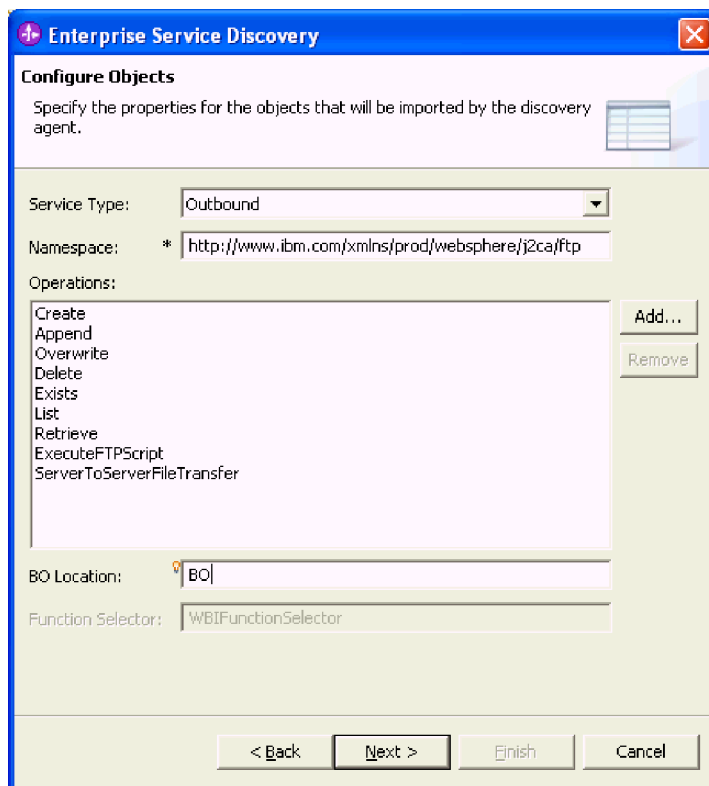 Enterprise Service Discovery
Configure Objects
Specify the properties for the objects that will be imported by the discovery
agent.
Service Type: Outbound
Namespace: * http://www.ibm.com/xmlns/prod/websphere/j2ca/ftp
Operations:
Create
Add...
Append
Overwrite
Remove
Delete
Exists
List
Retrieve
ExecuteFTPScript
ServerToServerFileTransfer
BO Location: BO
Function Selector: WBIFunctionSelector
< Back Next > Finish Cancel